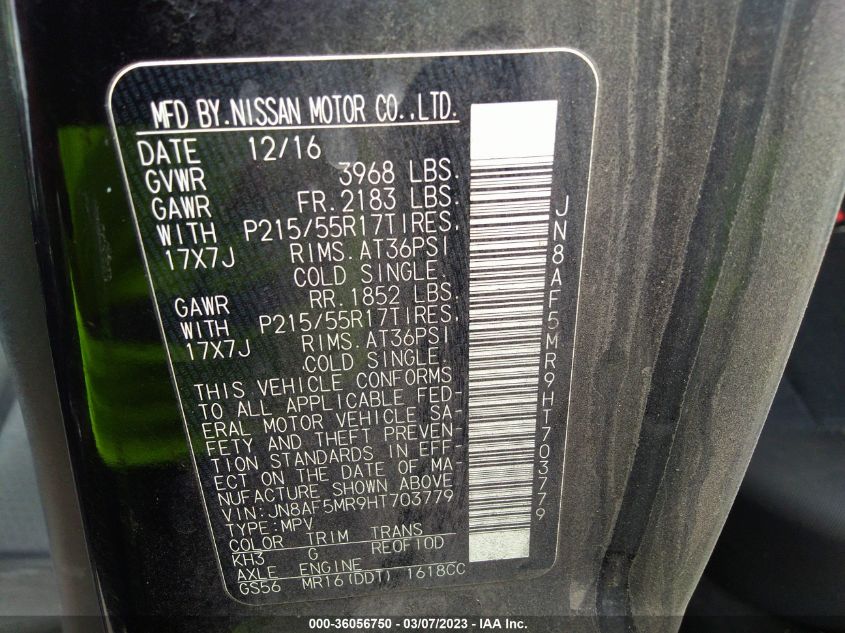 MFD BY.NISSAN MOTOR CO.,LTD.
DATE 12/16
GVWR 3968 LBS.
GAWR FR.2183 LBS.
WITH P215/55R17TIRES.
17X7J RIMS.AT36PSI
COLD SINGLE.
GAWR RR.1852 LBS.
WITH P215/55R17TIRES.
17X7J RIMS.AT36PSI
COLD SINGLE.
THIS VEHICLE CONFORMS
TO ALL APPLICABLE FED-
ERAL MOTOR VEHICLE SA-
FETY AND THEFT PREVEN-
TION STANDARDS IN EFF-
ECT ON THE DATE OF MA-
NUFACTURE SHOWN ABOVE
VIN:JN8AF5MR9HT703779
TYPE:MPV
COLOR TRIM TRANS
KH3 G RE0F10D
AXLE ENGINE
GS56 MR16(DDT) 1618CC
JN8AF5MR9HT703779
000-36056750 — 03/07/2023 — IAA Inc.